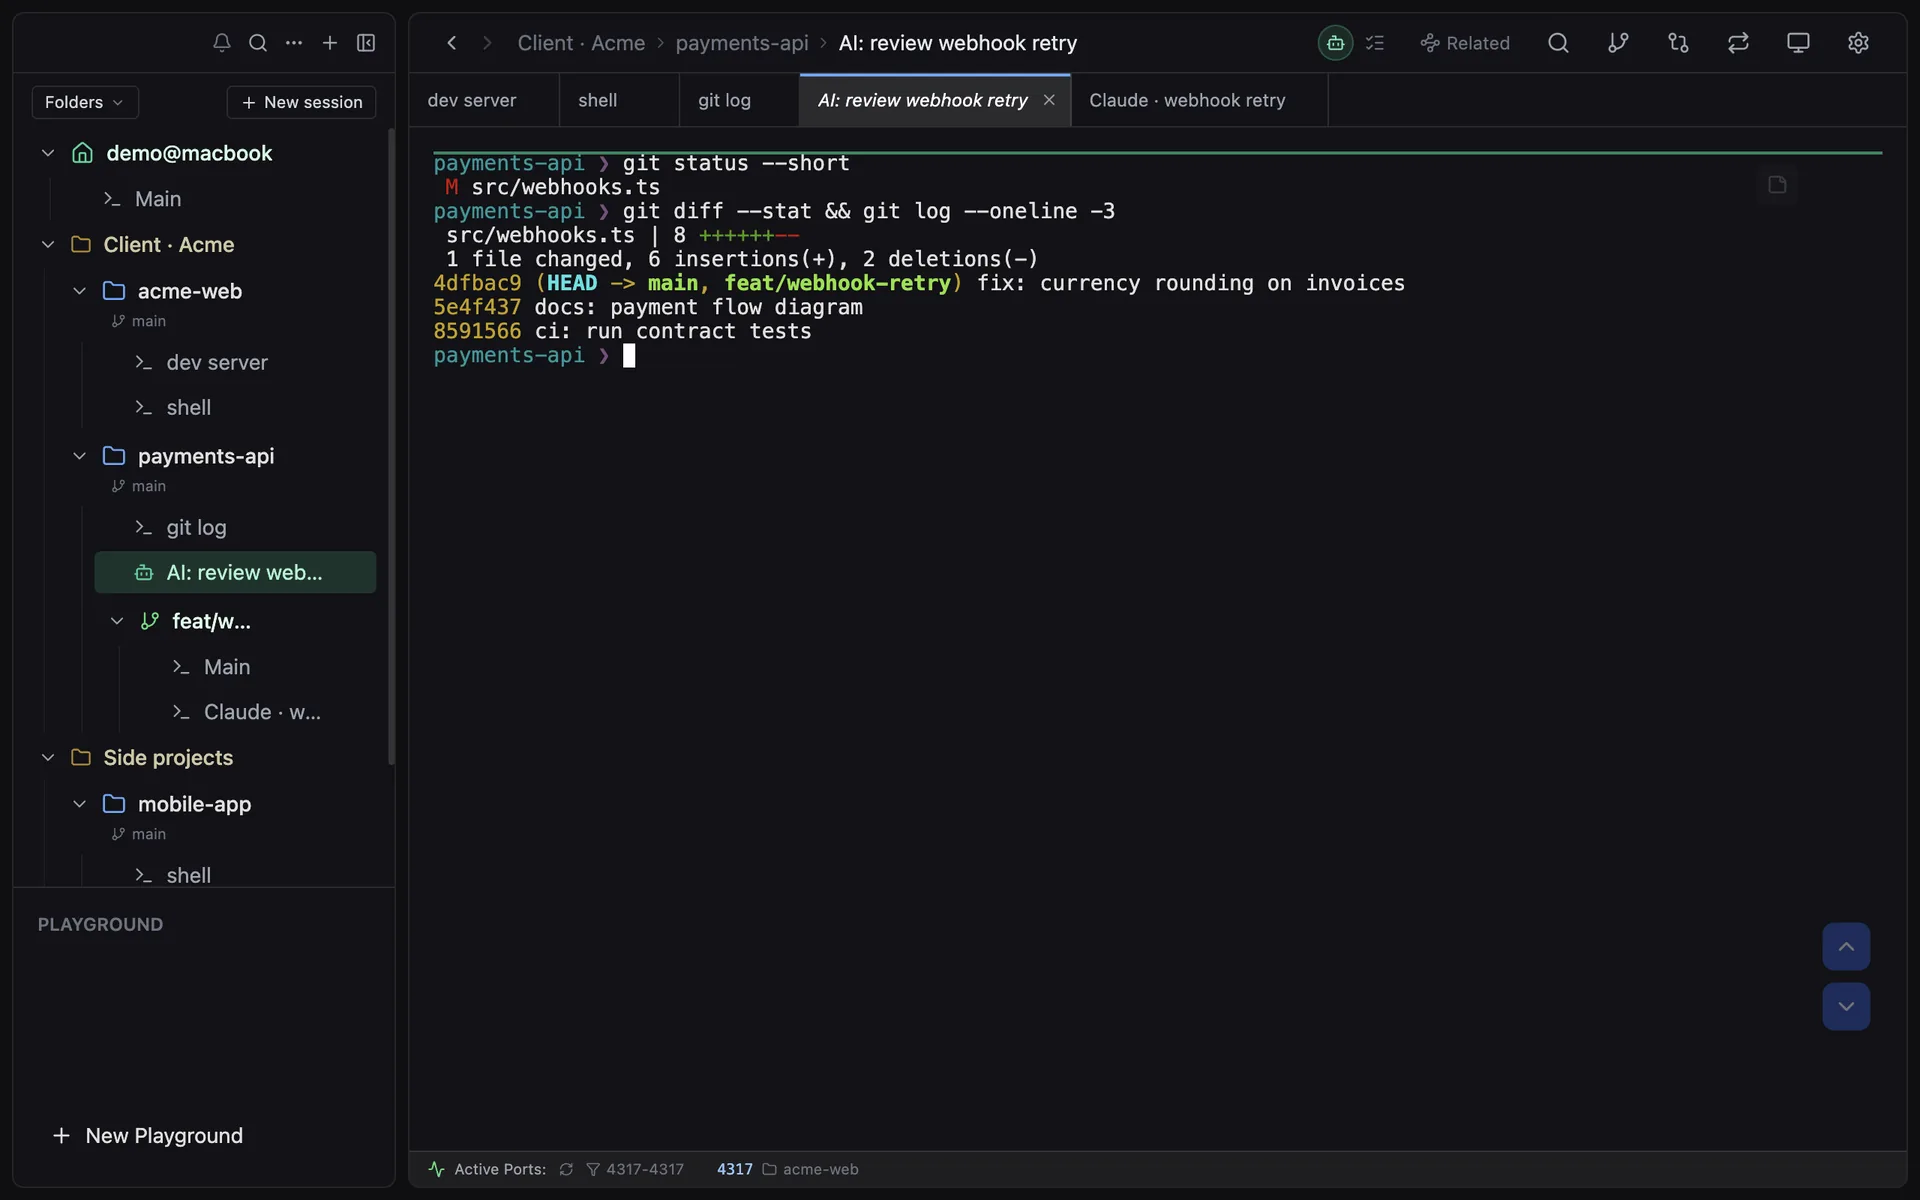 Folders
+ New session
demo@macbook
Main
Client · Acme
acme-web
main
dev server
shell
payments-api
main
git log
AI: review web...
feat/w...
Main
Claude · w...
Side projects
mobile-app
main
shell
PLAYGROUND
+ New Playground
Client · Acme > payments-api > AI: review webhook retry
Related
dev server
shell
git log
AI: review webhook retry ×
Claude · webhook retry
payments-api ❯ git status --short
M src/webhooks.ts
payments-api ❯ git diff --stat && git log --oneline -3
src/webhooks.ts | 8 ++++++--
1 file changed, 6 insertions(+), 2 deletions(-)
4dfbac9 (HEAD -> main, feat/webhook-retry) fix: currency rounding on invoices
5e4f437 docs: payment flow diagram
8591566 ci: run contract tests
payments-api ❯
Active Ports: 4317-4317 4317 acme-web